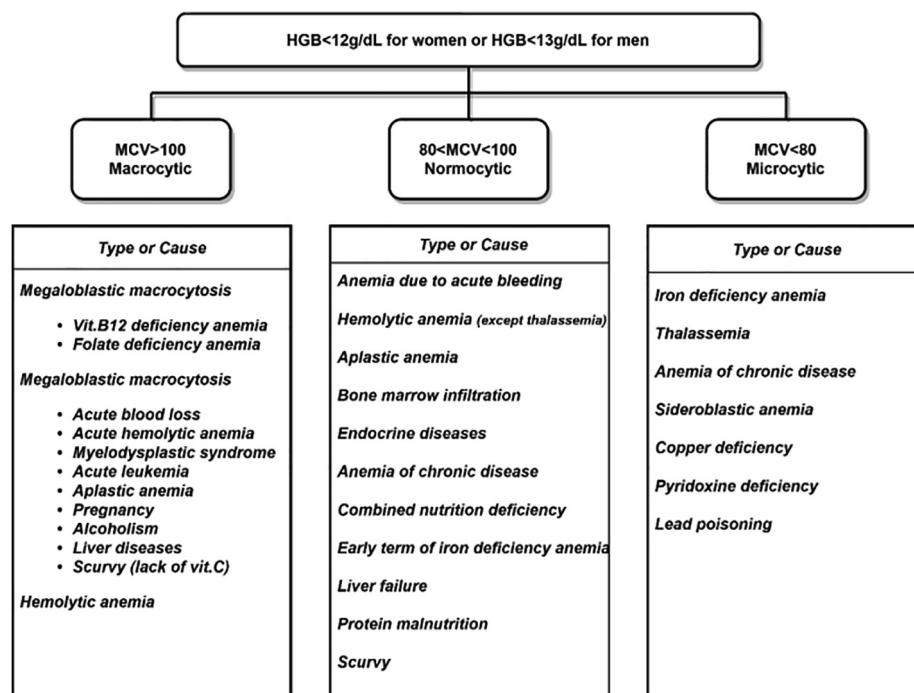 HGB<12g/dL for women or HGB<13g/dL for men
MCV>100
Macrocytic
80<MCV<100
Normocytic
MCV<80
Microcytic
Type or Cause
Megaloblastic macrocytosis
• Vit.B12 deficiency anemia
• Folate deficiency anemia
Megaloblastic macrocytosis
• Acute blood loss
• Acute hemolytic anemia
• Myelodysplastic syndrome
• Acute leukemia
• Aplastic anemia
• Pregnancy
• Alcoholism
• Liver diseases
• Scurvy (lack of vit.C)
Hemolytic anemia
Type or Cause
Anemia due to acute bleeding
Hemolytic anemia (except thalassemia)
Aplastic anemia
Bone marrow infiltration
Endocrine diseases
Anemia of chronic disease
Combined nutrition deficiency
Early term of iron deficiency anemia
Liver failure
Protein malnutrition
Scurvy
Type or Cause
Iron deficiency anemia
Thalassemia
Anemia of chronic disease
Sideroblastic anemia
Copper deficiency
Pyridoxine deficiency
Lead poisoning